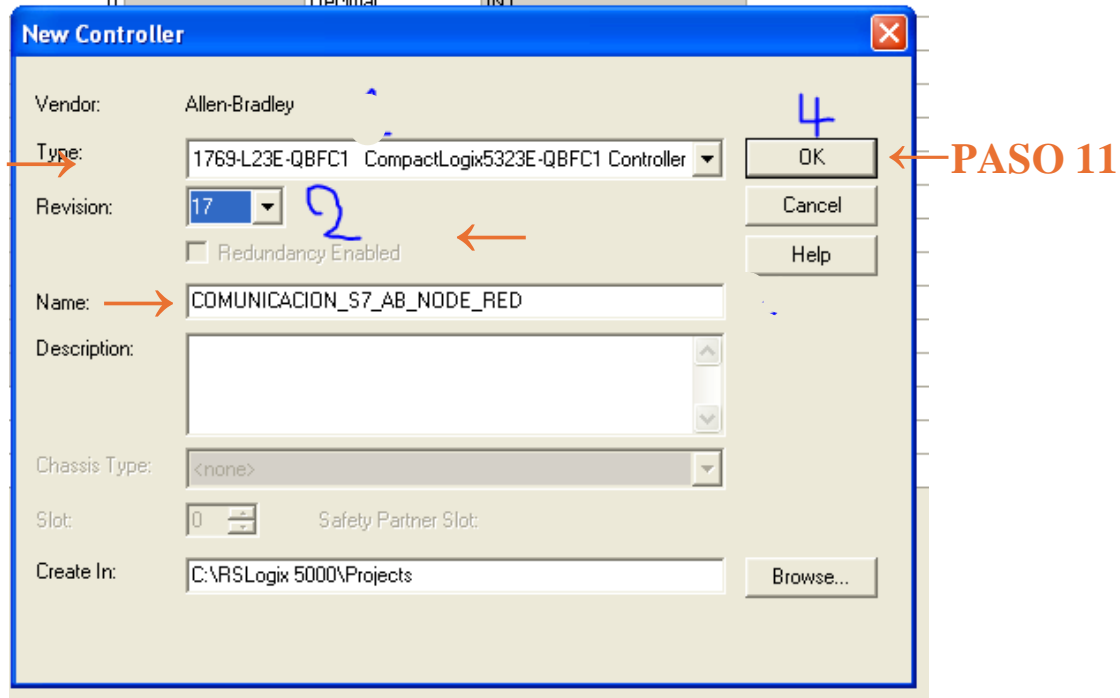 New Controller
Vendor: Allen-Bradley
4
Type: 1769-L23E-QBFC1 CompactLogix5323E-QBFC1 Controller OK PASO 11
Revision: 17 2 Cancel
Redundancy Enabled Help
Name: COMUNICACION_S7_AB_NODE_RED
Description:
Chassis Type: <none>
Slot: 0 Safety Partner Slot:
Create In: C:\RSLogix 5000\Projects Browse...